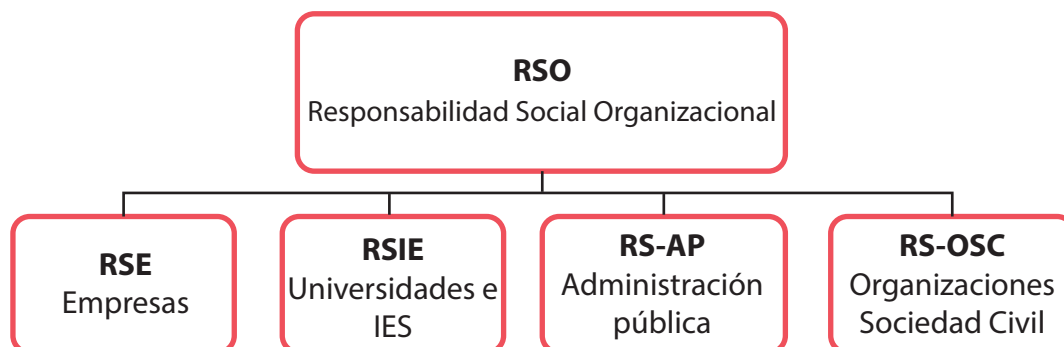 RSO
Responsabilidad Social Organizacional
RSE
Empresas
RSIE
Universidades e
IES
RS-AP
Administración
pública
RS-OSC
Organizaciones
Sociedad Civil